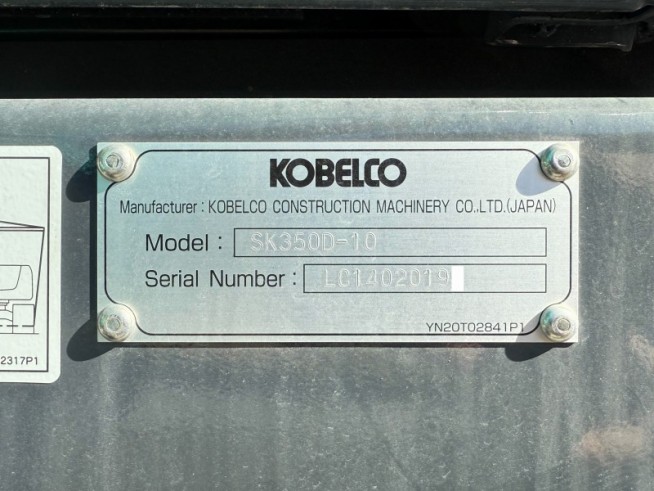 KOBELCO
Manufacturer : KOBELCO CONSTRUCTION MACHINERY CO.,LTD.(JAPAN)
Model : SK350D-10
Serial Number : LC1402019
YN20T02841P1
2317P1